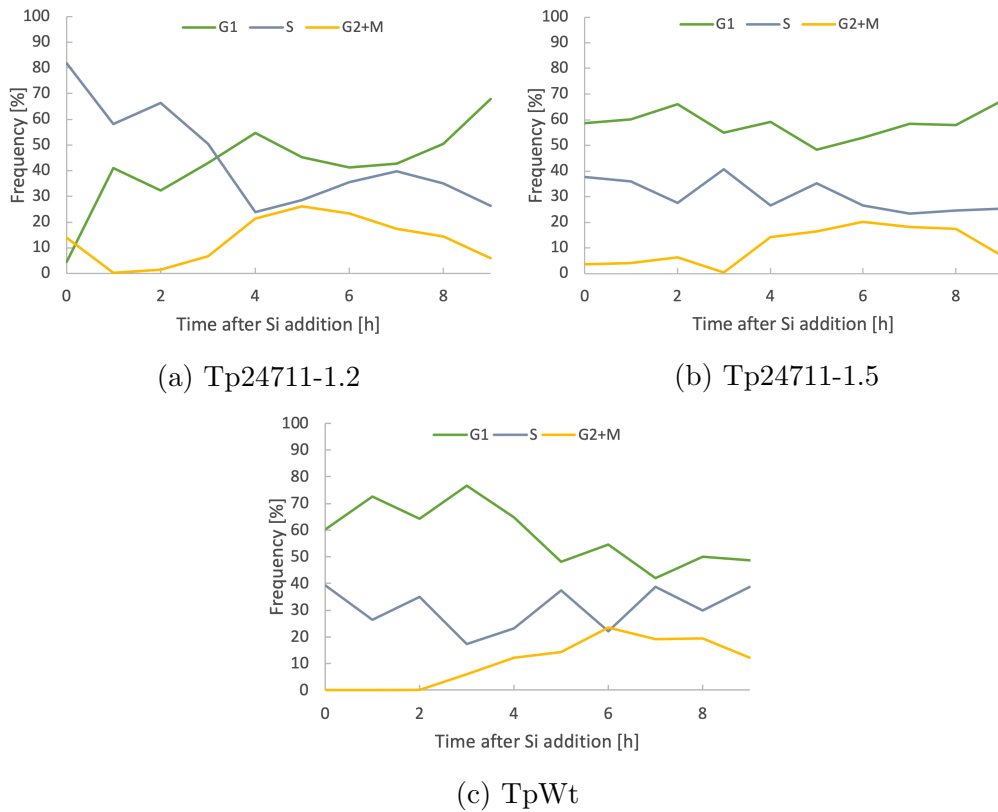 G1 S G2+M
100
90
80
70
60
50
40
30
20
10
0
Frequency [%]
0 2 4 6 8
Time after Si addition [h]
(a) Tp24711-1.2
G1 S G2+M
100
90
80
70
60
50
40
30
20
10
0
Frequency [%]
0 2 4 6 8
Time after Si addition [h]
(b) Tp24711-1.5
G1 S G2+M
100
90
80
70
60
50
40
30
20
10
0
Frequency [%]
0 2 4 6 8
Time after Si addition [h]
(c) TpWt